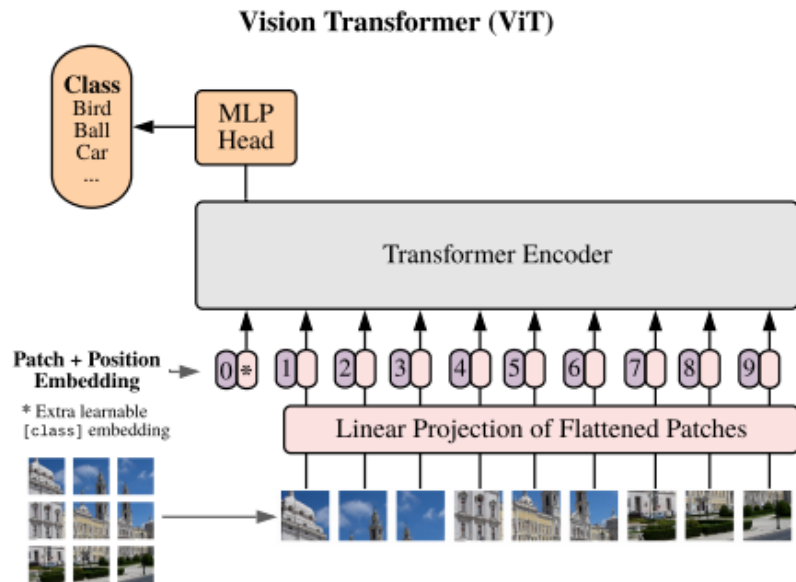 Vision Transformer (ViT)
Class
Bird
Ball
Car
...
MLP
Head
Transformer Encoder
Patch + Position
Embedding
0 * 1 2 3 4 5 6 7 8 9
* Extra learnable
[class] embedding
Linear Projection of Flattened Patches